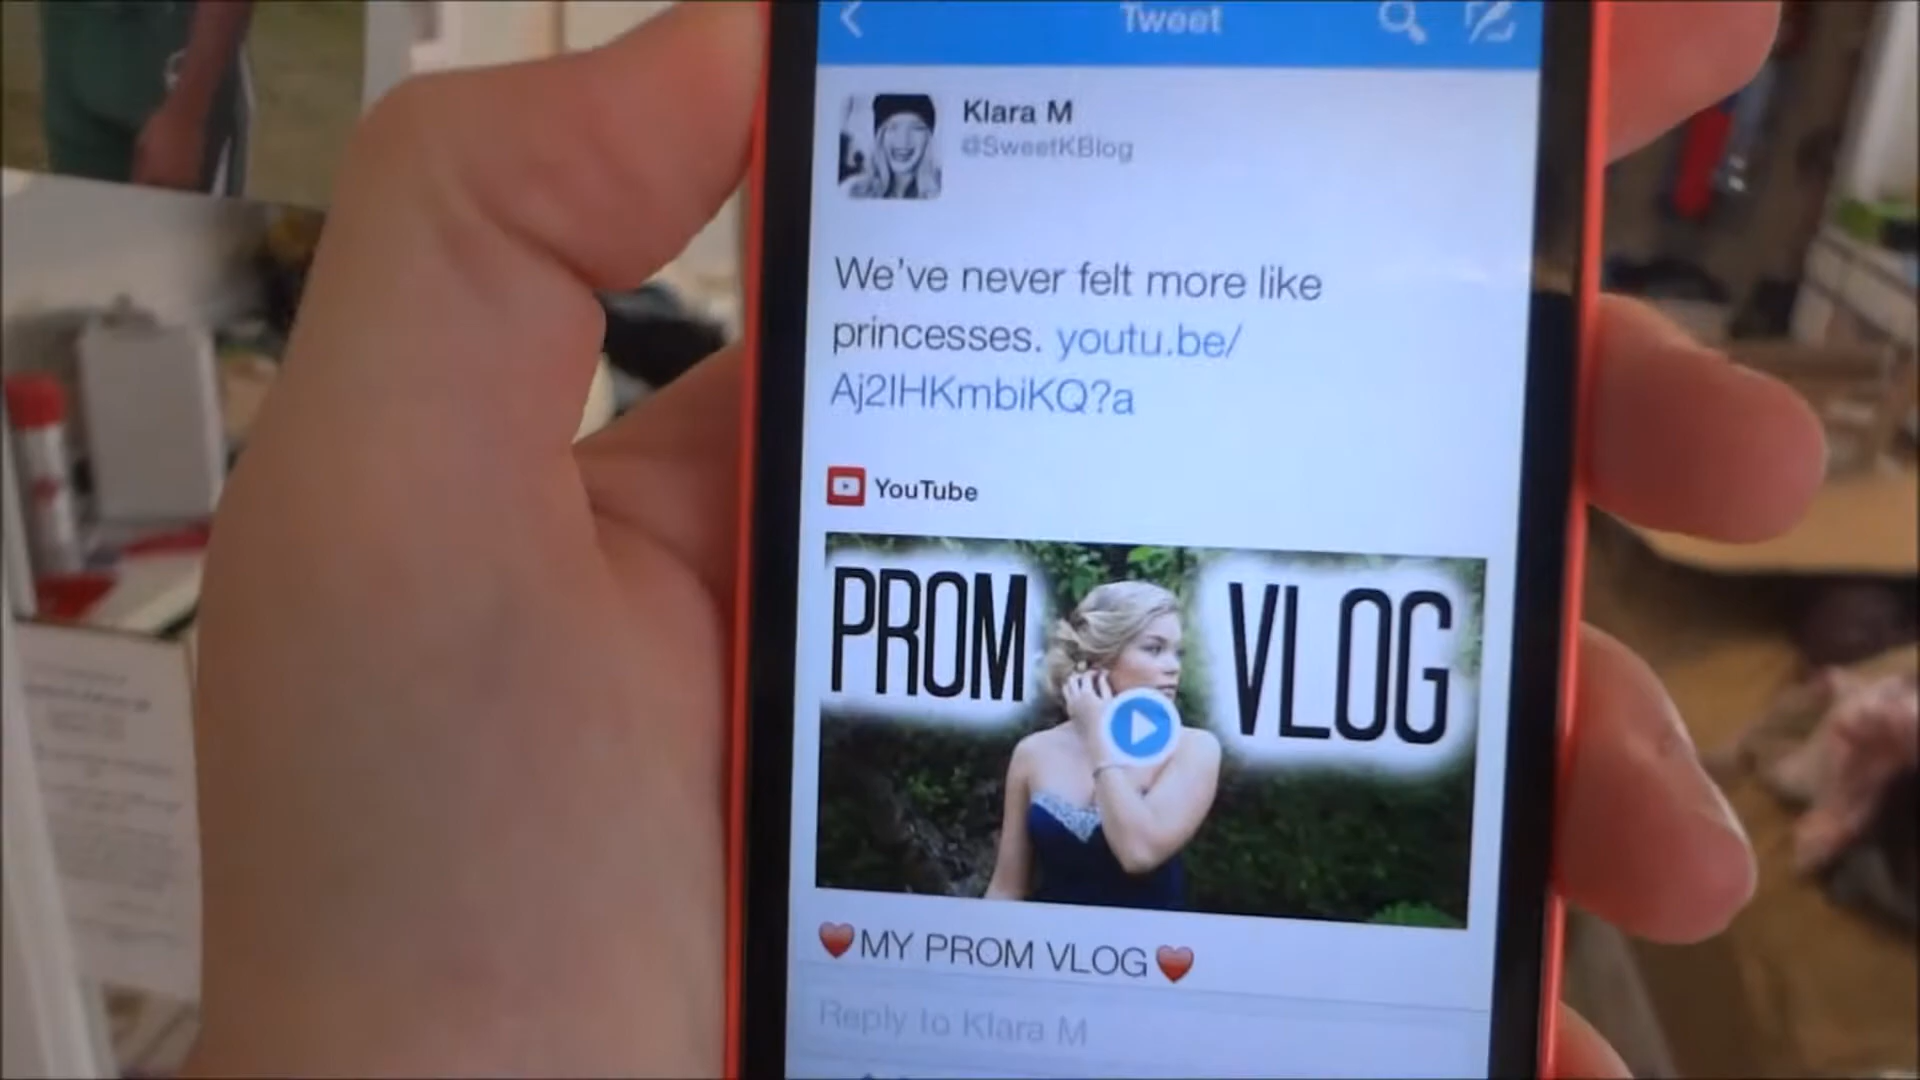 Tweet
Klara M
@SweetKBlog
We've never felt more like
princesses. youtu.be/
Aj2IHKmbiKQ?a
YouTube
PROM VLOG
❤️MY PROM VLOG❤️
Reply to Klara M